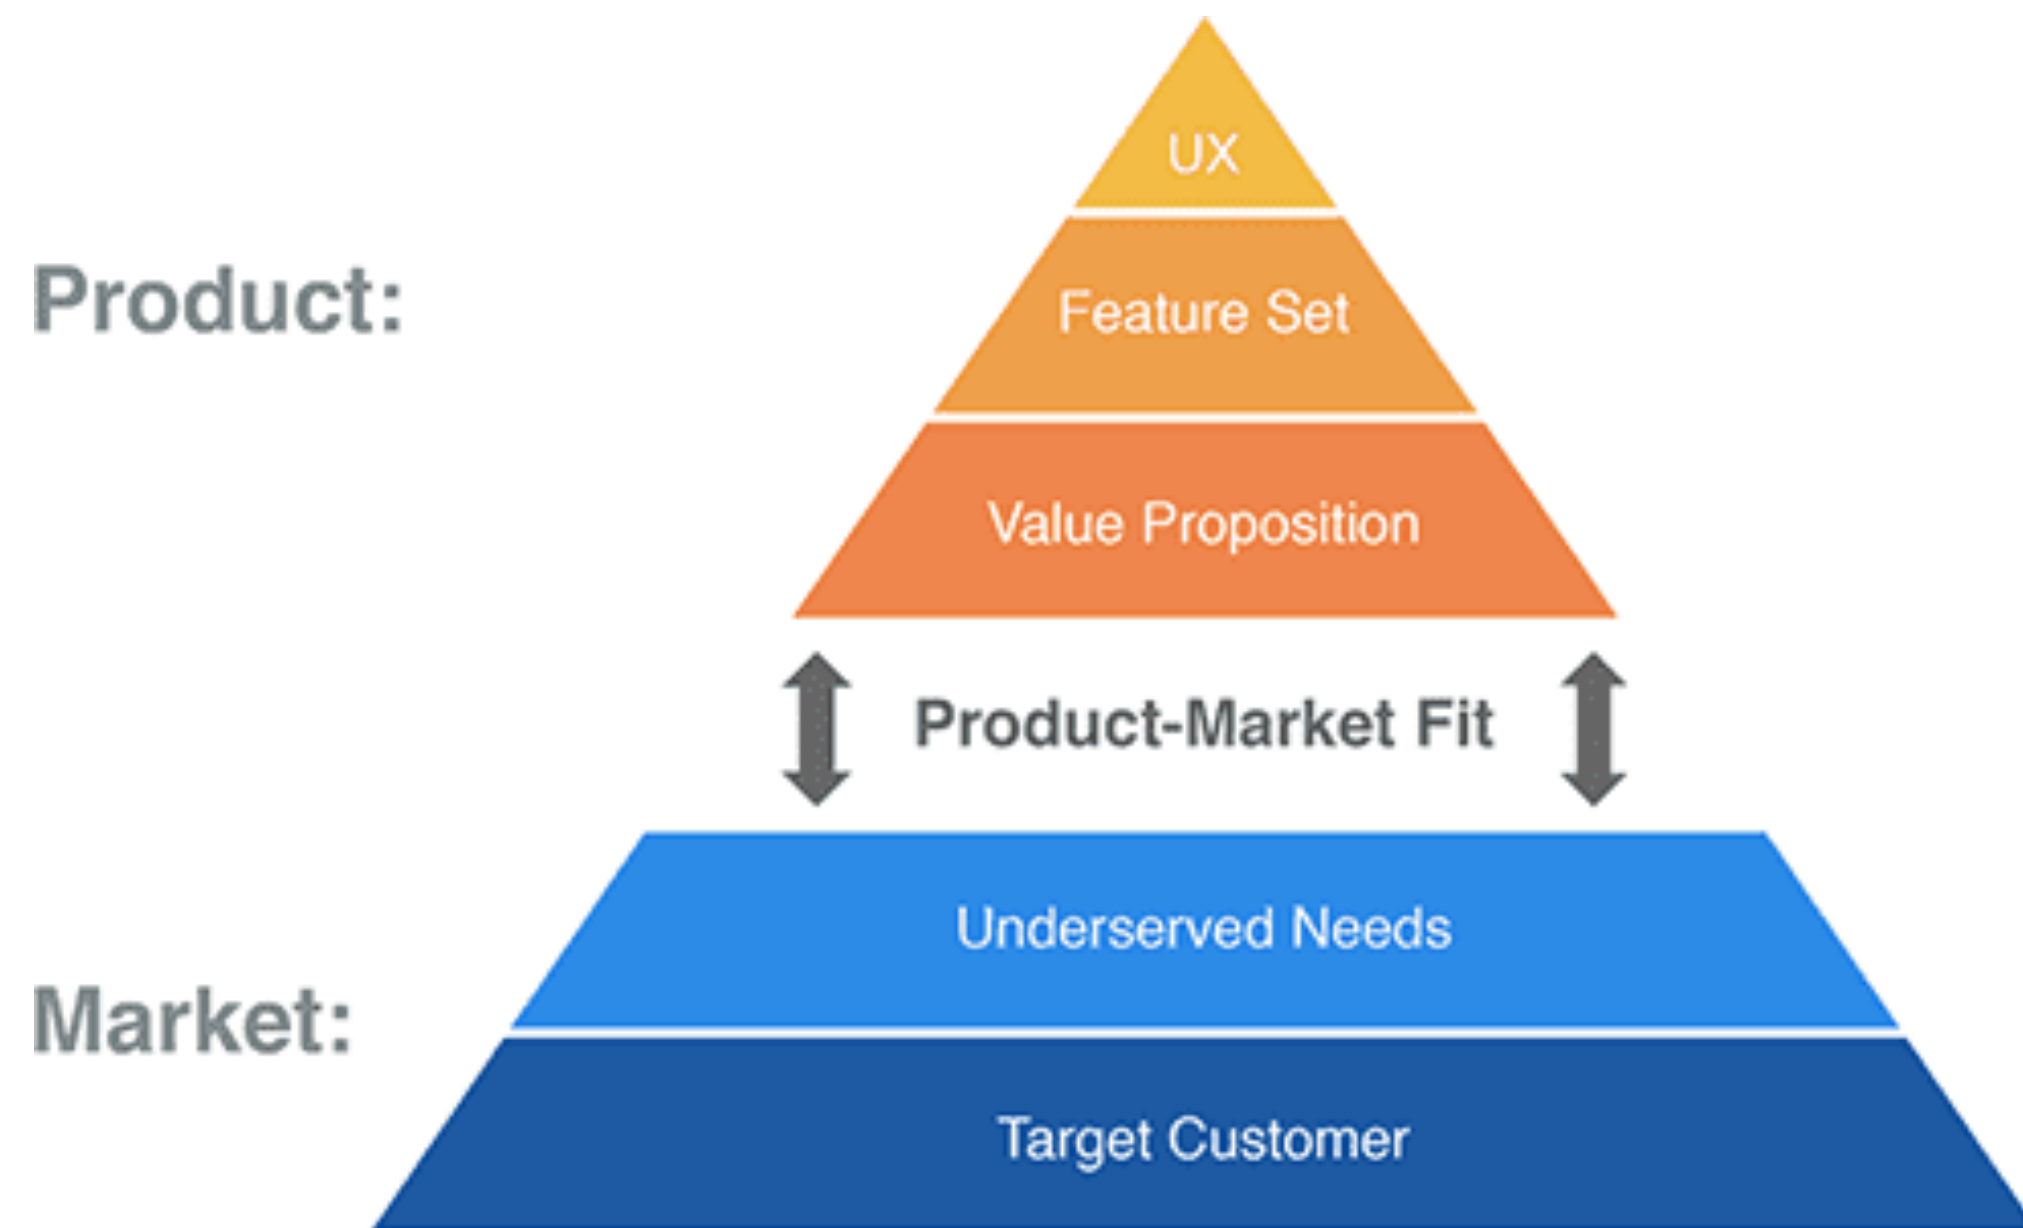 UX
Product:
Feature Set
Value Proposition
Product-Market Fit
Underserved Needs
Market:
Target Customer